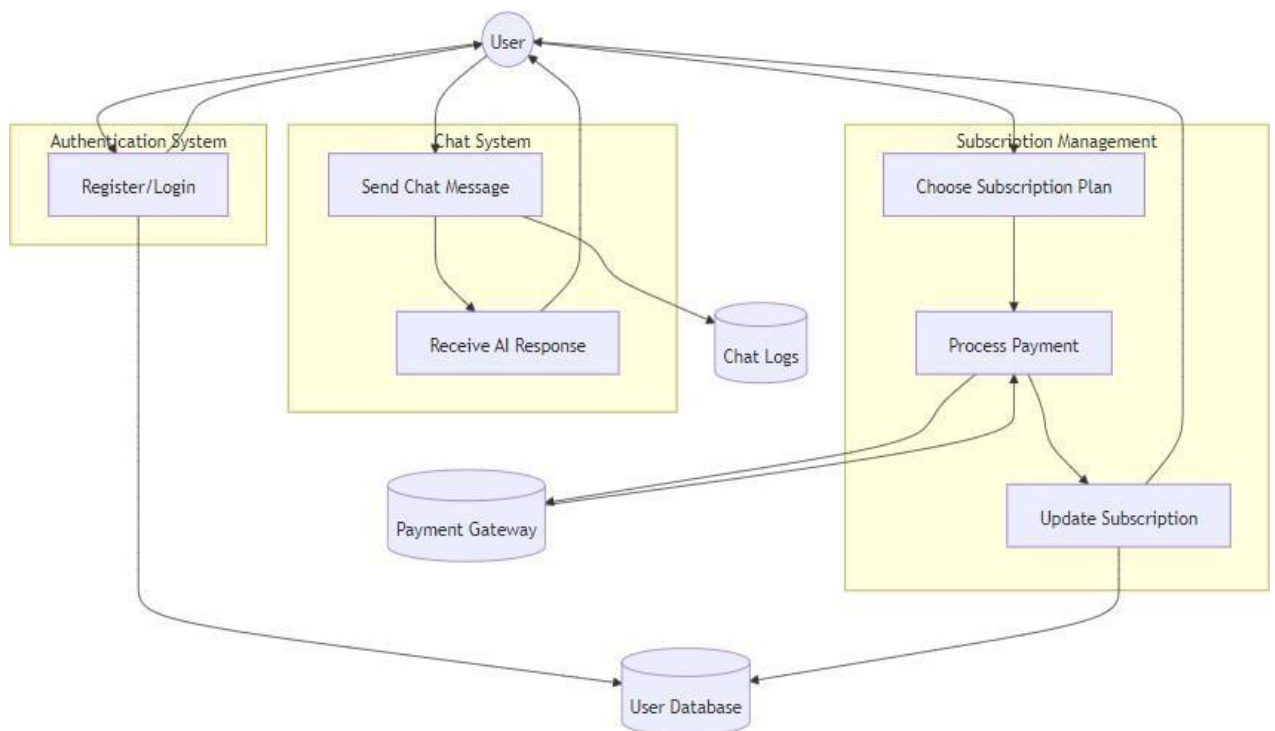 User
Authentication System
Chat System
Subscription Management
Register/Login
Send Chat Message
Choose Subscription Plan
Receive AI Response
Chat Logs
Process Payment
Payment Gateway
Update Subscription
User Database